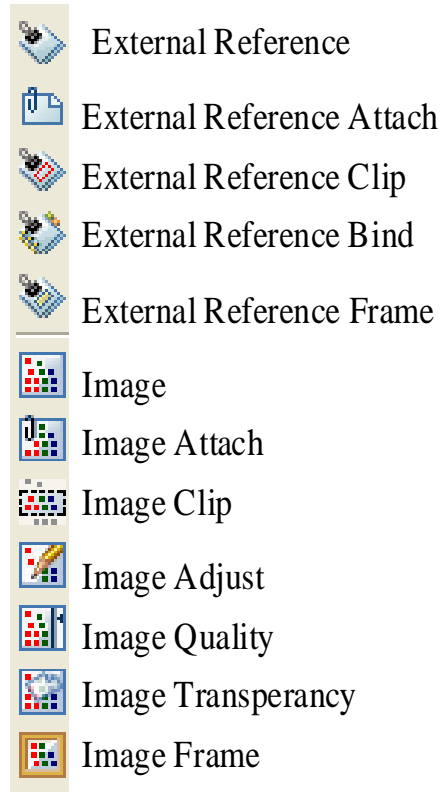 External Reference
External Reference Attach
External Reference Clip
External Reference Bind
External Reference Frame
Image
Image Attach
Image Clip
Image Adjust
Image Quality
Image Transperancy
Image Frame